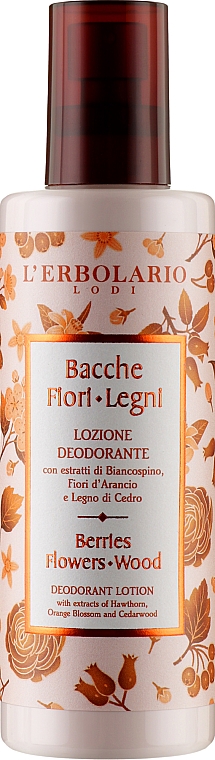 L'ERBOLARIO
LODI
Bacche
Fiori • Legni
LOZIONE
DEODORANTE
con estratti di Biancospino,
Fiori d'Arancio
e Legno di Cedro
Berries
Flowers • Wood
DEODORANT LOTION
with extracts of Hawthorn,
Orange Blossom and Cedarwood